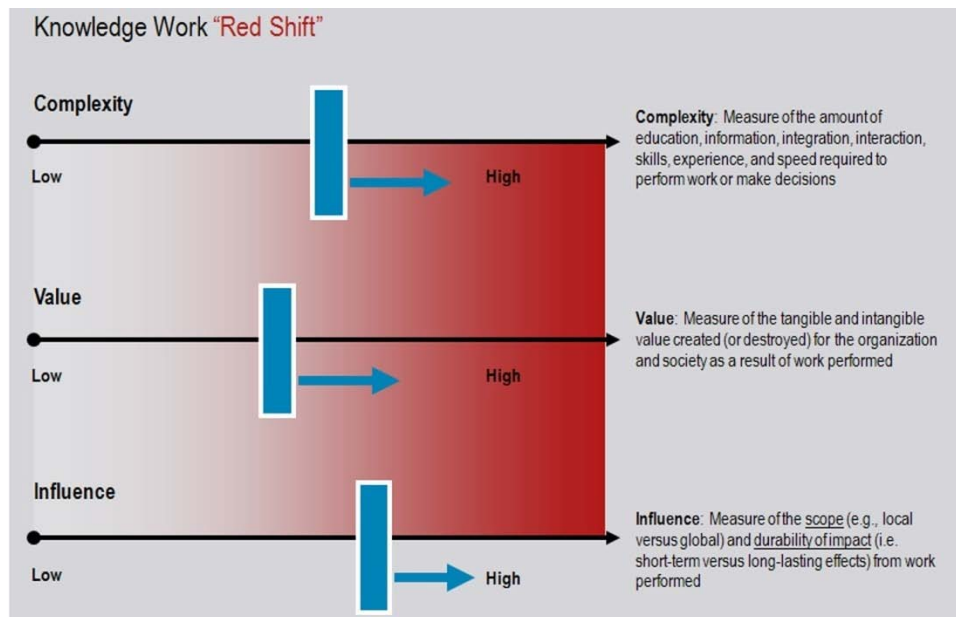 Knowledge Work “Red Shift”
Complexity
Low
High
Complexity: Measure of the amount of
education, information, integration, interaction,
skills, experience, and speed required to
perform work or make decisions
Value
Low
High
Value: Measure of the tangible and intangible
value created (or destroyed) for the organization
and society as a result of work performed
Influence
Low
High
Influence: Measure of the scope (e.g., local
versus global) and durability of impact (i.e.
short-term versus long-lasting effects) from work
performed